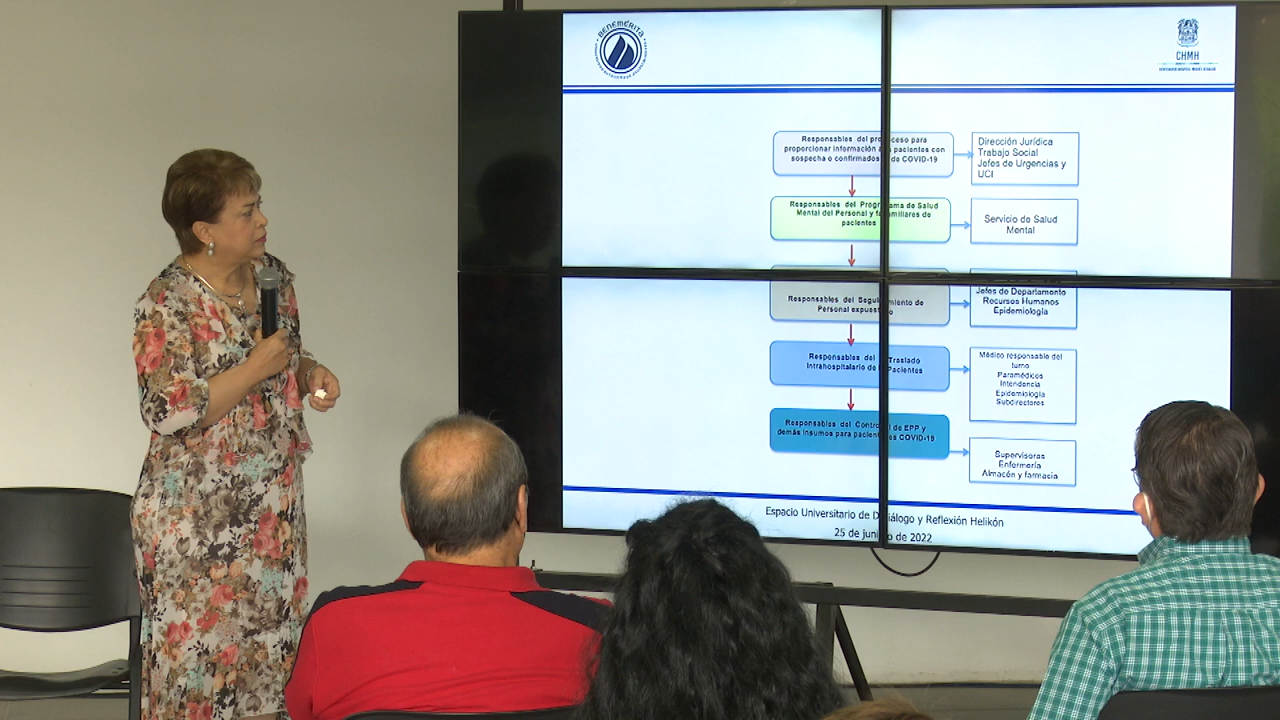 BENEMÉRITA
CHMH
Responsables del proceso para
proporcionar información a pacientes con
sospecha o confirmados de COVID-19
Dirección Jurídica
Trabajo Social
Jefes de Urgencias y
UCI
Responsables del Programa de Salud
Mental del Personal y familiares de
pacientes
Servicio de Salud
Mental
Responsables del Seguimiento de
Personal expuesto
Jefes de Departamento
Recursos Humanos
Epidemiología
Responsables del Traslado
Intrahospitalario de Pacientes
Médico responsable del
turno
Paramédicos
Intendencia
Epidemiología
Subdirectores
Responsables del Control de EPP y
demás insumos para pacientes COVID-19
Supervisoras
Enfermería
Almacén y farmacia
Espacio Universitario de Diálogo y Reflexión Helikón
25 de junio de 2022